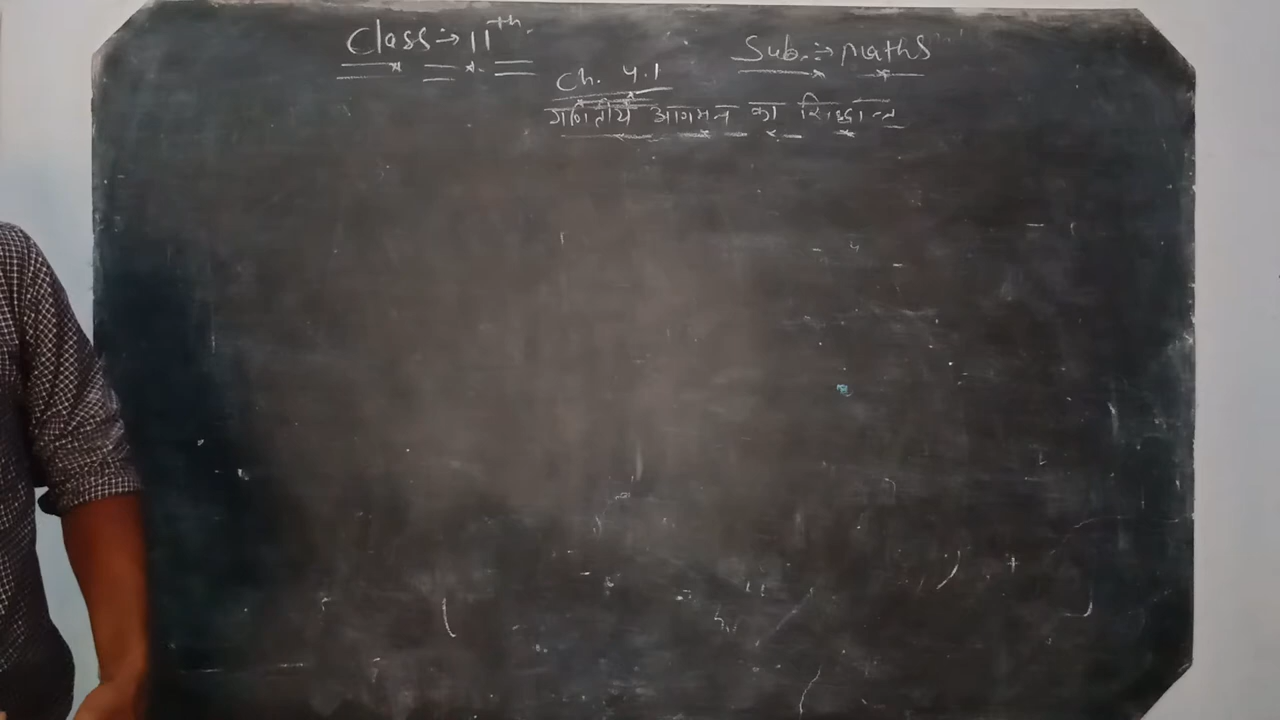 Class :→ 11th. Sub. :→ Maths
Ch. 4.1
गणितीय आगमन का सिद्धान्त